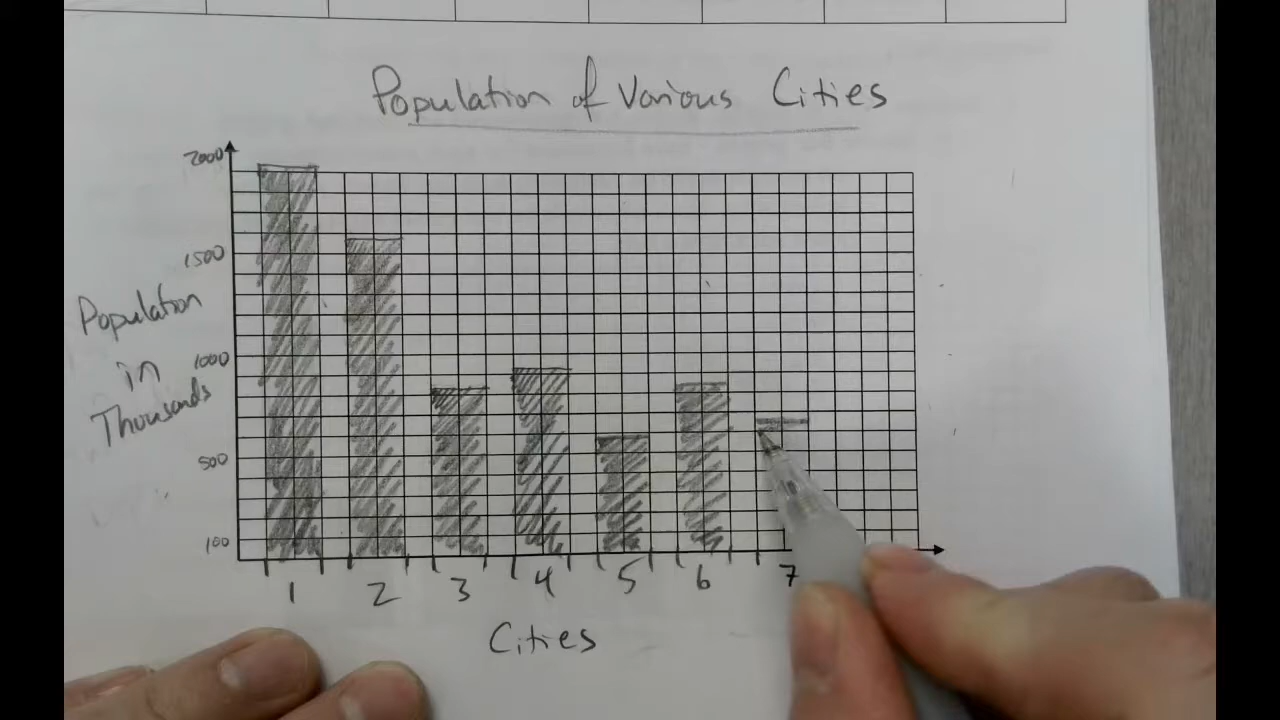 Population of Various Cities
2000
1500
1000
500
100
Population
in
Thousands
1 2 3 4 5 6 7
Cities